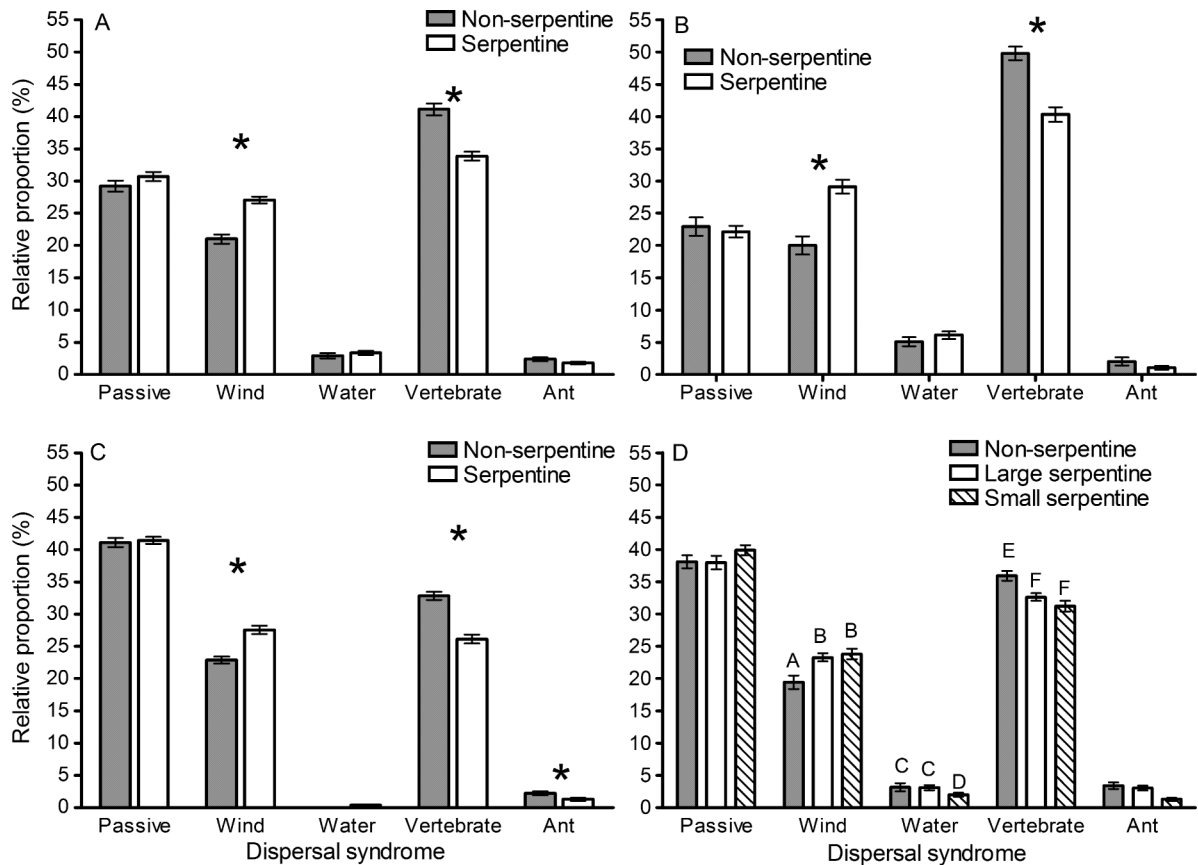 A
Non-serpentine
Serpentine
Relative proportion (%)
55
50
45
40
35
30
25
20
15
10
5
0
*
*
Passive Wind Water Vertebrate Ant
B
Non-serpentine
Serpentine
55
50
45
40
35
30
25
20
15
10
5
0
*
*
Passive Wind Water Vertebrate Ant
C
Non-serpentine
Serpentine
Relative proportion (%)
55
50
45
40
35
30
25
20
15
10
5
0
*
*
*
Passive Wind Water Vertebrate Ant
Dispersal syndrome
D
Non-serpentine
Large serpentine
Small serpentine
55
50
45
40
35
30
25
20
15
10
5
0
A B B
C C D
E F F
Passive Wind Water Vertebrate Ant
Dispersal syndrome